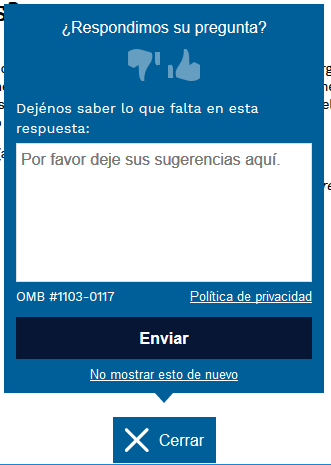 ¿Respondimos su pregunta?
Dejénos saber lo que falta en esta
respuesta:
Por favor deje sus sugerencias aquí.
OMB #1103-0117 Política de privacidad
Enviar
No mostrar esto de nuevo
Cerrar